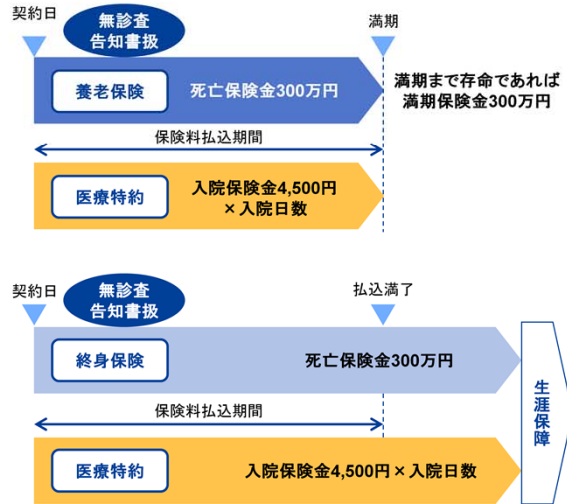 契約日
無診査
告知書扱
満期
養老保険
死亡保険金300万円
満期まで存命であれば
満期保険金300万円
保険料払込期間
医療特約
入院保険金4,500円
×入院日数
契約日
無診査
告知書扱
払込満了
終身保険
死亡保険金300万円
保険料払込期間
医療特約
入院保険金4,500円×入院日数
生涯保障